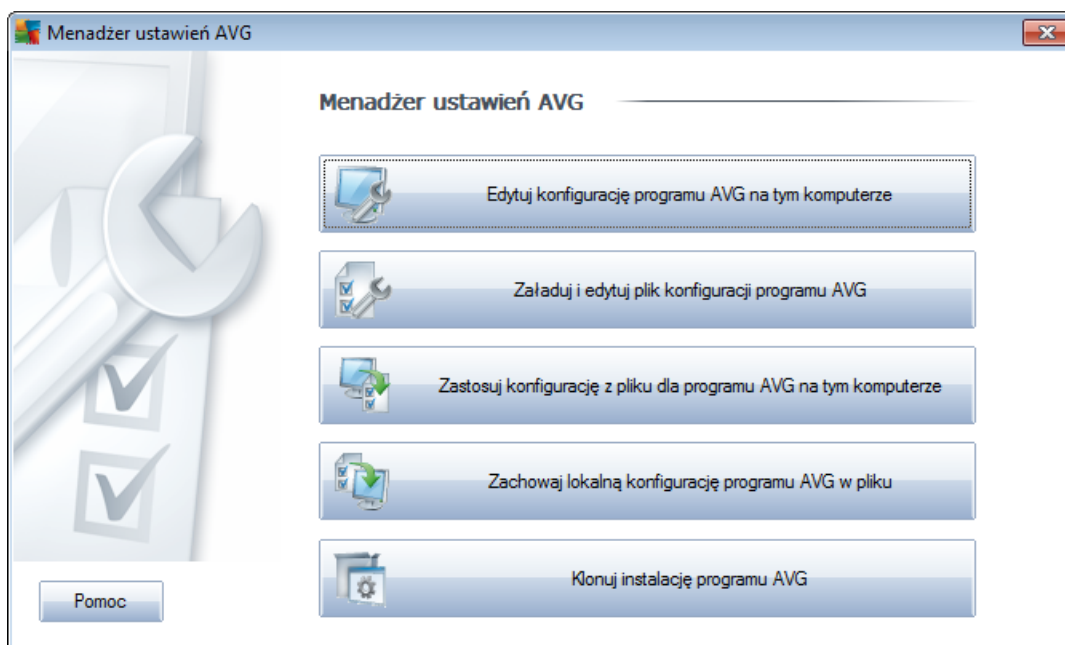 Menadżer ustawień AVG
Menadżer ustawień AVG
Edytuj konfigurację programu AVG na tym komputerze
Załaduj i edytuj plik konfiguracji programu AVG
Zastosuj konfigurację z pliku dla programu AVG na tym komputerze
Zachowaj lokalną konfigurację programu AVG w pliku
Klonuj instalację programu AVG
Pomoc